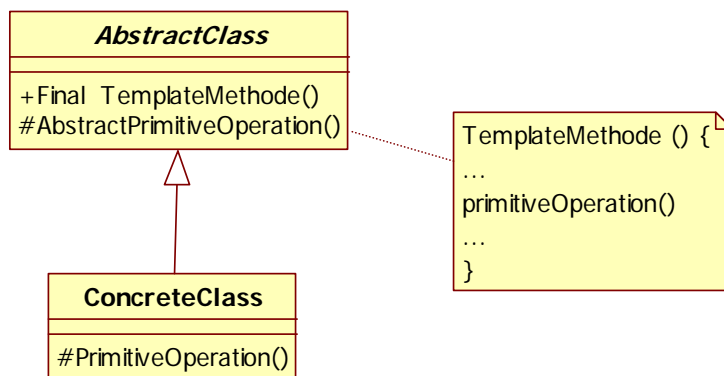 AbstractClass
+Final TemplateMethode()
#AbstractPrimitiveOperation()
TemplateMethode () {
...
primitiveOperation()
...
}
ConcreteClass
#PrimitiveOperation()